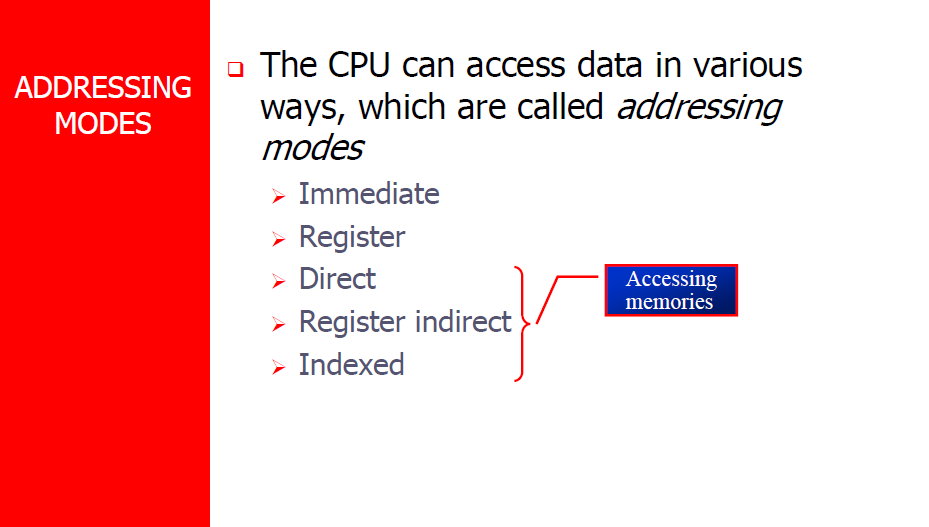 ADDRESSING
MODES
The CPU can access data in various
ways, which are called addressing
modes
Immediate
Register
Direct
Register indirect
Indexed
Accessing
memories